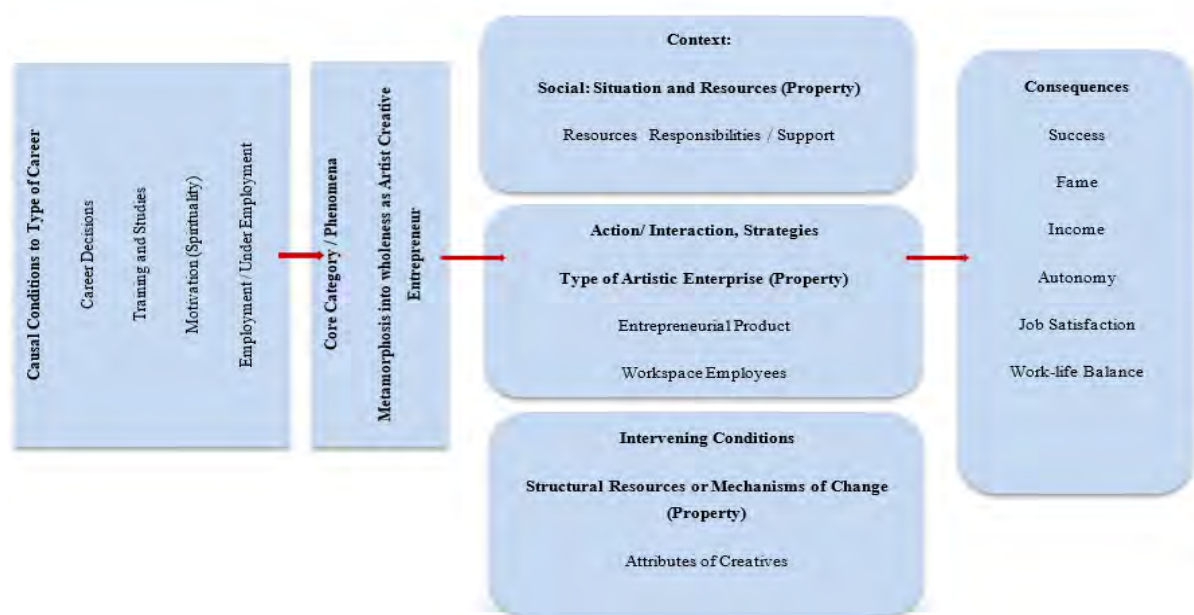 Causal Conditions to Type of Career
Career Decisions
Training and Studies
Motivation (Spirituality)
Employment / Under Employment
Core Category / Phenomena
Metamorphosis into wholeness as Artist Creative
Entrepreneur
Context:
Social: Situation and Resources (Property)
Resources Responsibilities / Support
Action/ Interaction, Strategies
Type of Artistic Enterprise (Property)
Entrepreneurial Product
Workspace Employees
Intervening Conditions
Structural Resources or Mechanisms of Change
(Property)
Attributes of Creatives
Consequences
Success
Fame
Income
Autonomy
Job Satisfaction
Work-life Balance